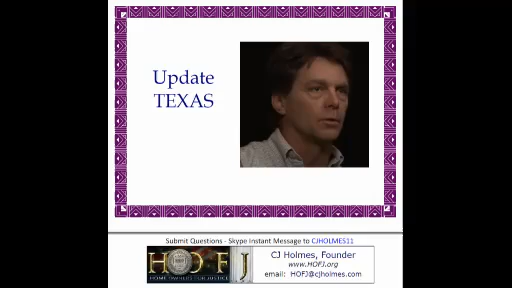 Update
TEXAS
Submit Questions - Skype Instant Message to CJHOLMES11
HOFJ
HOME OWNERS FOR JUSTICE
CJ Holmes, Founder
www.HOFJ.org
email: HOFJ@cjholmes.com